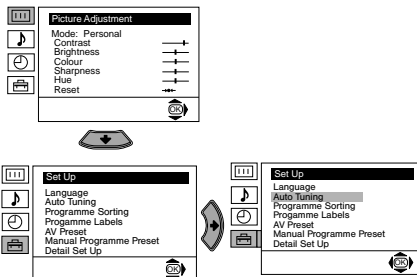 Picture Adjustment
Mode: Personal
Contrast
Brightness
Colour
Sharpness
Hue
Reset
OK
Set Up
Language
Auto Tuning
Programme Sorting
Progamme Labels
AV Preset
Manual Programme Preset
Detail Set Up
OK
Set Up
Language
Auto Tuning
Programme Sorting
Progamme Labels
AV Preset
Manual Programme Preset
Detail Set Up
OK